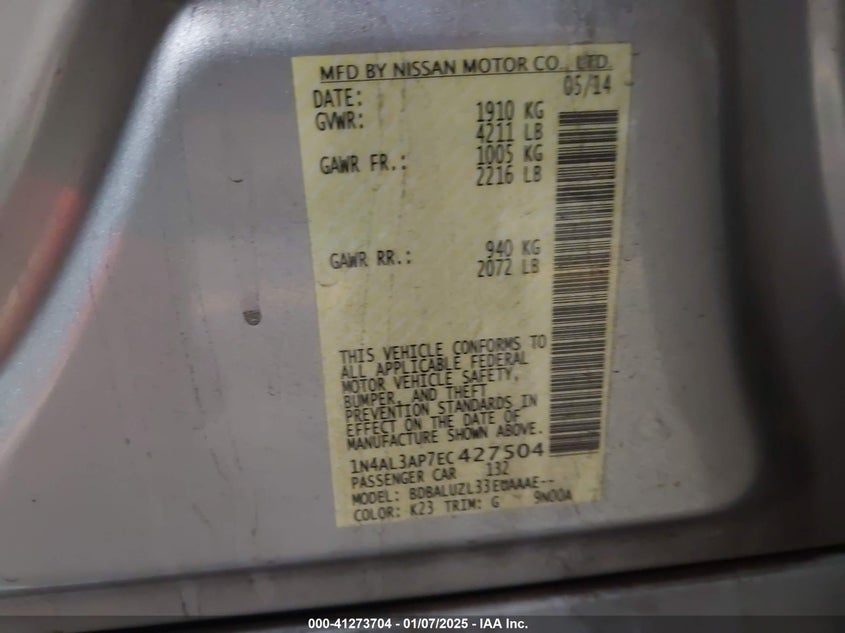 MFD BY NISSAN MOTOR CO., LTD.
DATE: 05/14
GVWR: 1910 KG
4211 LB
GAWR FR.: 1005 KG
2216 LB
GAWR RR.: 940 KG
2072 LB
THIS VEHICLE CONFORMS TO
ALL APPLICABLE FEDERAL
MOTOR VEHICLE SAFETY,
BUMPER, AND THEFT
PREVENTION STANDARDS IN
EFFECT ON THE DATE OF
MANUFACTURE SHOWN ABOVE.
1N4AL3AP7EC427504
PASSENGER CAR 132
MODEL:
COLOR: K23 TRIM: G 9N00A
000-41273704 - 01/07/2025 - IAA Inc.